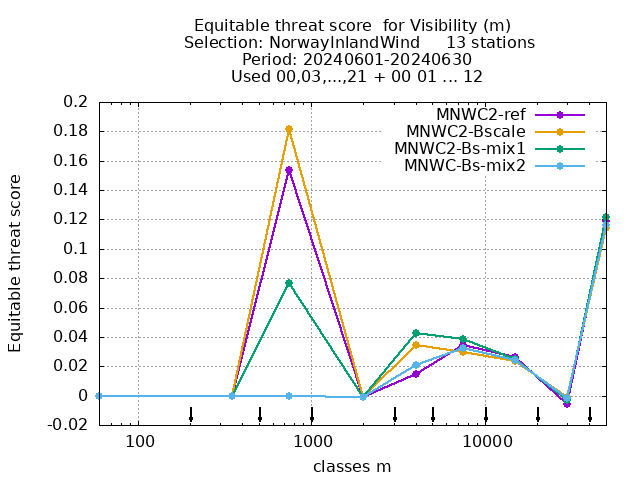 Equitable threat score  for Visibility (m)
Selection: NorwayInlandWind     13 stations
Period: 20240601-20240630
Used 00,03,...,21 + 00 01 ... 12
MNWC2-ref
MNWC2-Bscale
MNWC2-Bs-mix1
MNWC-Bs-mix2
Equitable threat score
0.2
0.18
0.16
0.14
0.12
0.1
0.08
0.06
0.04
0.02
0
-0.02
100
1000
10000
classes m